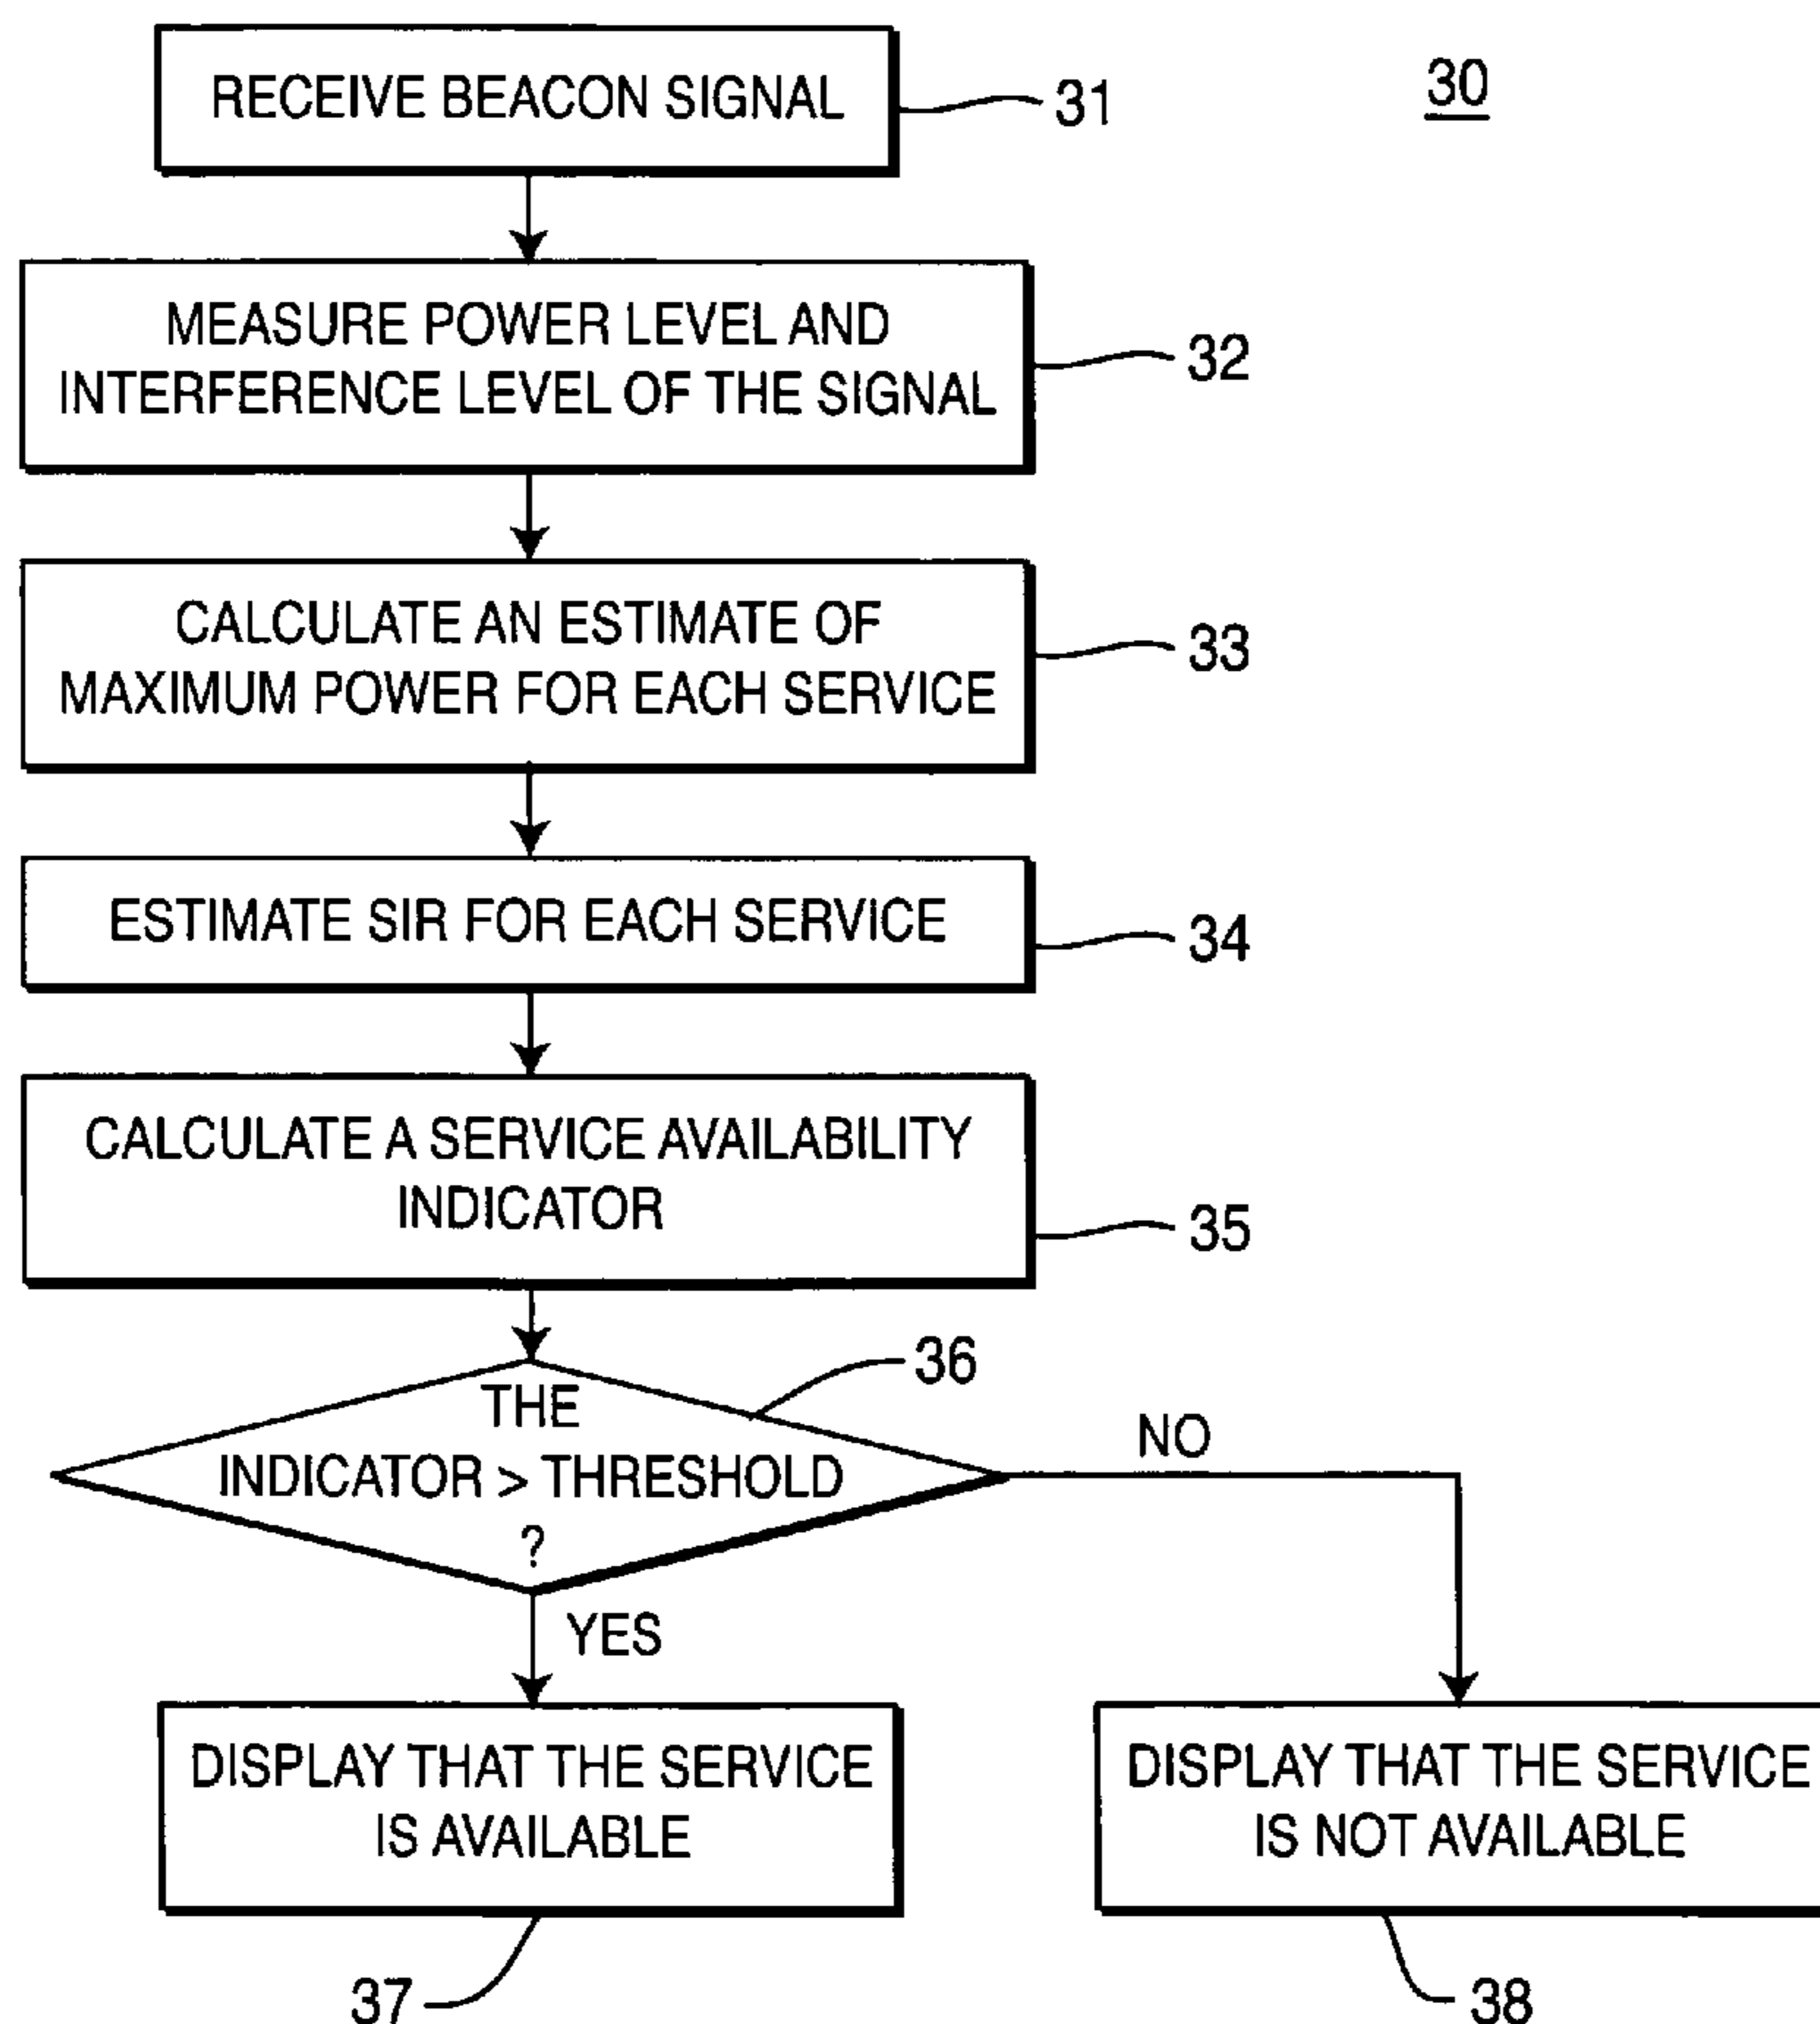 RECEIVE BEACON SIGNAL
31
30
MEASURE POWER LEVEL AND
INTERFERENCE LEVEL OF THE SIGNAL
32
CALCULATE AN ESTIMATE OF
MAXIMUM POWER FOR EACH SERVICE
33
ESTIMATE SIR FOR EACH SERVICE
34
CALCULATE A SERVICE AVAILABILITY
INDICATOR
35
36
THE
INDICATOR > THRESHOLD
?
NO
YES
DISPLAY THAT THE SERVICE
IS AVAILABLE
DISPLAY THAT THE SERVICE
IS NOT AVAILABLE
37
38